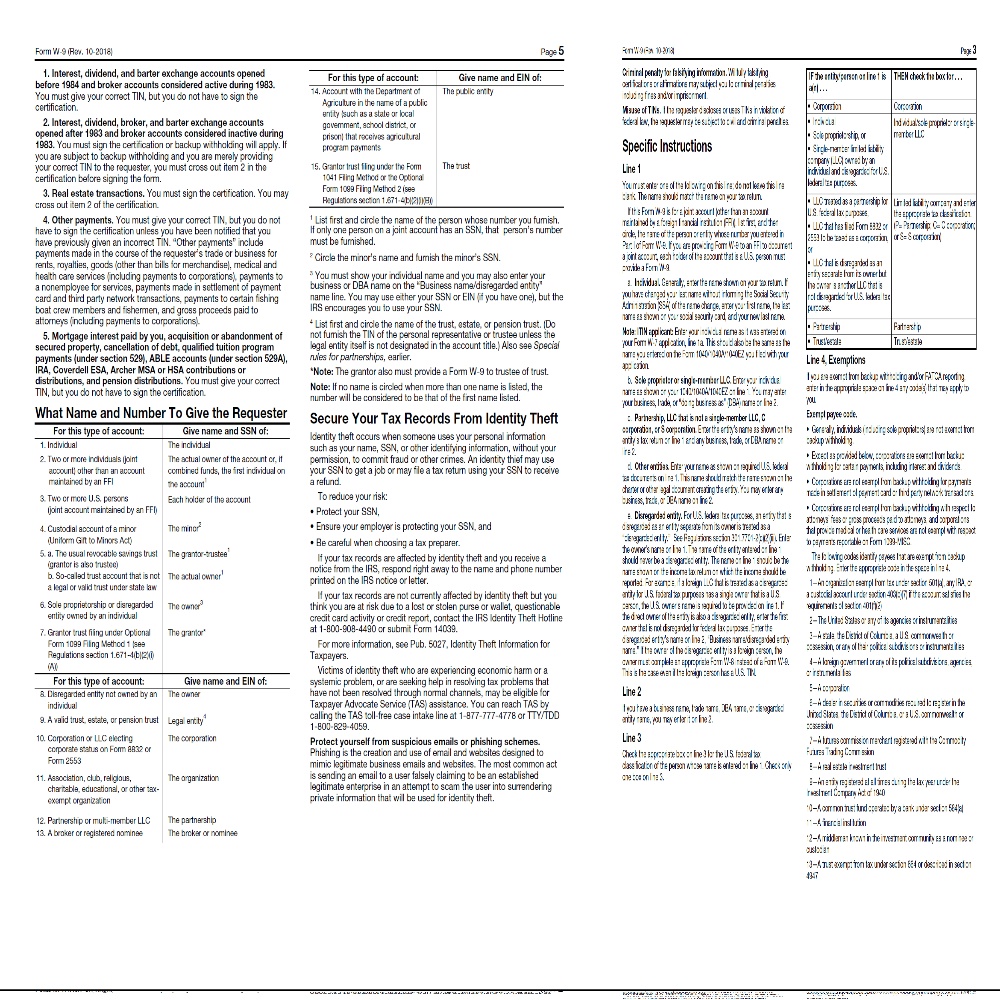 Form W-9 (Rev. 10-2018)
Page 5
1. Interest, dividend, and barter exchange accounts opened
before 1984 and broker accounts considered active during 1983.
You must give your correct TIN, but you do not have to sign the
certification.
2. Interest, dividend, broker, and barter exchange accounts
opened after 1983 and broker accounts considered inactive during
1983. You must sign the certification or backup withholding will apply. If
you are subject to backup withholding and you are merely providing
your correct TIN to the requester, you must cross out item 2 in the
certification before signing the form.
3. Real estate transactions. You must sign the certification. You may
cross out item 2 of the certification.
4. Other payments. You must give your correct TIN, but you do not
have to sign the certification unless you have been notified that you
have previously given an incorrect TIN. “Other payments” include
payments made in the course of the requester’s trade or business for
rents, royalties, goods (other than bills for merchandise), medical and
health care services (including payments to corporations), payments to
a nonemployee for services, payments made in settlement of payment
card and third party network transactions, payments to certain fishing
boat crew members and fishermen, and gross proceeds paid to
attorneys (including payments to corporations).
5. Mortgage interest paid by you, acquisition or abandonment of
secured property, cancellation of debt, qualified tuition program
payments (under section 529), ABLE accounts (under section 529A),
IRA, Coverdell ESA, Archer MSA or HSA contributions or
distributions, and pension distributions. You must give your correct
TIN, but you do not have to sign the certification.
What Name and Number To Give the Requester
For this type of account: Give name and SSN of:
1. Individual The individual
2. Two or more individuals (joint The actual owner of the account or, if
account) other than an account combined funds, the first individual on
maintained by an FFI the account1
3. Two or more U.S. persons Each holder of the account
(joint account maintained by an FFI)
4. Custodial account of a minor The minor2
(Uniform Gift to Minors Act)
5. a. The usual revocable savings trust The grantor-trustee1
(grantor is also trustee)
b. So-called trust account that is not The actual owner1
a legal or valid trust under state law
6. Sole proprietorship or disregarded The owner3
entity owned by an individual
7. Grantor trust filing under Optional The grantor*
Form 1099 Filing Method 1 (see
Regulations section 1.671-4(b)(2)(i)
(A))
For this type of account: Give name and EIN of:
8. Disregarded entity not owned by an The owner
individual
9. A valid trust, estate, or pension trust Legal entity4
10. Corporation or LLC electing The corporation
corporate status on Form 8832 or
Form 2553
11. Association, club, religious, The organization
charitable, educational, or other tax-
exempt organization
12. Partnership or multi-member LLC The partnership
13. A broker or registered nominee The broker or nominee
For this type of account: Give name and EIN of:
14. Account with the Department of The public entity
Agriculture in the name of a public
entity (such as a state or local
government, school district, or
prison) that receives agricultural
program payments
15. Grantor trust filing under the Form The trust
1041 Filing Method or the Optional
Form 1099 Filing Method 2 (see
Regulations section 1.671-4(b)(2)(i)(B))
1 List first and circle the name of the person whose number you furnish.
If only one person on a joint account has an SSN, that person’s number
must be furnished.
2 Circle the minor’s name and furnish the minor’s SSN.
3 You must show your individual name and you may also enter your
business or DBA name on the “Business name/disregarded entity”
name line. You may use either your SSN or EIN (if you have one), but the
IRS encourages you to use your SSN.
4 List first and circle the name of the trust, estate, or pension trust. (Do
not furnish the TIN of the personal representative or trustee unless the
legal entity itself is not designated in the account title.) Also see Special
rules for partnerships, earlier.
*Note: The grantor also must provide a Form W-9 to trustee of trust.
Note: If no name is circled when more than one name is listed, the
number will be considered to be that of the first name listed.
Secure Your Tax Records From Identity Theft
Identity theft occurs when someone uses your personal information
such as your name, SSN, or other identifying information, without your
permission, to commit fraud or other crimes. An identity thief may use
your SSN to get a job or may file a tax return using your SSN to receive
a refund.
To reduce your risk:
• Protect your SSN,
• Ensure your employer is protecting your SSN, and
• Be careful when choosing a tax preparer.
If your tax records are affected by identity theft and you receive a
notice from the IRS, respond right away to the name and phone number
printed on the IRS notice or letter.
If your tax records are not currently affected by identity theft but you
think you are at risk due to a lost or stolen purse or wallet, questionable
credit card activity or credit report, contact the IRS Identity Theft Hotline
at 1-800-908-4490 or submit Form 14039.
For more information, see Pub. 5027, Identity Theft Information for
Taxpayers.
Victims of identity theft who are experiencing economic harm or a
systemic problem, or are seeking help in resolving tax problems that
have not been resolved through normal channels, may be eligible for
Taxpayer Advocate Service (TAS) assistance. You can reach TAS by
calling the TAS toll-free case intake line at 1-877-777-4778 or TTY/TDD
1-800-829-4059.
Protect yourself from suspicious emails or phishing schemes.
Phishing is the creation and use of email and websites designed to
mimic legitimate business emails and websites. The most common act
is sending an email to a user falsely claiming to be an established
legitimate enterprise in an attempt to scam the user into surrendering
private information that will be used for identity theft.
Form W-9 (Rev. 10-2018)
Page 3
Criminal penalty for falsifying information. Willfully falsifying
certifications or affirmations may subject you to criminal penalties
including fines and/or imprisonment.
Misuse of TINs. If the requester discloses or uses TINs in violation of
federal law, the requester may be subject to civil and criminal penalties.
Specific Instructions
Line 1
You must enter one of the following on this line; do not leave this line
blank. The name should match the name on your tax return.
If this Form W-9 is for a joint account (other than an account
maintained by a foreign financial institution (FFI)), list first, and then
circle, the name of the person or entity whose number you entered in
Part I of Form W-9. If you are providing Form W-9 to an FFI to document
a joint account, each holder of the account that is a U.S. person must
provide a Form W-9.
a. Individual. Generally, enter the name shown on your tax return. If
you have changed your last name without informing the Social Security
Administration (SSA) of the name change, enter your first name, the last
name as shown on your social security card, and your new last name.
Note: ITIN applicant: Enter your individual name as it was entered on
your Form W-7 application, line 1a. This should also be the same as the
name you entered on the Form 1040/1040A/1040EZ you filed with your
application.
b. Sole proprietor or single-member LLC. Enter your individual
name as shown on your 1040/1040A/1040EZ on line 1. You may enter
your business, trade, or “doing business as” (DBA) name on line 2.
c. Partnership, LLC that is not a single-member LLC, C
corporation, or S corporation. Enter the entity's name as shown on the
entity's tax return on line 1 and any business, trade, or DBA name on
line 2.
d. Other entities. Enter your name as shown on required U.S. federal
tax documents on line 1. This name should match the name shown on the
charter or other legal document creating the entity. You may enter any
business, trade, or DBA name on line 2.
e. Disregarded entity. For U.S. federal tax purposes, an entity that is
disregarded as an entity separate from its owner is treated as a
“disregarded entity.” See Regulations section 301.7701-2(c)(2)(iii). Enter
the owner's name on line 1. The name of the entity entered on line 1
should never be a disregarded entity. The name on line 1 should be the
name shown on the income tax return on which the income should be
reported. For example, if a foreign LLC that is treated as a disregarded
entity for U.S. federal tax purposes has a single owner that is a U.S.
person, the U.S. owner's name is required to be provided on line 1. If
the direct owner of the entity is also a disregarded entity, enter the first
owner that is not disregarded for federal tax purposes. Enter the
disregarded entity's name on line 2, “Business name/disregarded entity
name.” If the owner of the disregarded entity is a foreign person, the
owner must complete an appropriate Form W-8 instead of a Form W-9.
This is the case even if the foreign person has a U.S. TIN.
Line 2
If you have a business name, trade name, DBA name, or disregarded
entity name, you may enter it on line 2.
Line 3
Check the appropriate box on line 3 for the U.S. federal tax
classification of the person whose name is entered on line 1. Check only
one box on line 3.
IF the entity/person on line 1 is THEN check the box for . . .
a(n) . . .
• Corporation Corporation
• Individual Individual/sole proprietor or single-
• Sole proprietorship, or member LLC
• Single-member limited liability
company (LLC) owned by an
individual and disregarded for U.S.
federal tax purposes.
• LLC treated as a partnership for Limited liability company and enter
U.S. federal tax purposes, the appropriate tax classification.
• LLC that has filed Form 8832 or (P= Partnership; C= C corporation;
2553 to be taxed as a corporation, or S= S corporation)
or
• LLC that is disregarded as an
entity separate from its owner but
the owner is another LLC that is
not disregarded for U.S. federal tax
purposes.
• Partnership Partnership
• Trust/estate Trust/estate
Line 4, Exemptions
If you are exempt from backup withholding and/or FATCA reporting,
enter in the appropriate space on line 4 any code(s) that may apply to
you.
Exempt payee code.
• Generally, individuals (including sole proprietors) are not exempt from
backup withholding.
• Except as provided below, corporations are exempt from backup
withholding for certain payments, including interest and dividends.
• Corporations are not exempt from backup withholding for payments
made in settlement of payment card or third party network transactions.
• Corporations are not exempt from backup withholding with respect to
attorneys' fees or gross proceeds paid to attorneys, and corporations
that provide medical or health care services are not exempt with respect
to payments reportable on Form 1099-MISC.
The following codes identify payees that are exempt from backup
withholding. Enter the appropriate code in the space in line 4.
1—An organization exempt from tax under section 501(a), any IRA, or
a custodial account under section 403(b)(7) if the account satisfies the
requirements of section 401(f)(2)
2—The United States or any of its agencies or instrumentalities
3—A state, the District of Columbia, a U.S. commonwealth or
possession, or any of their political subdivisions or instrumentalities
4—A foreign government or any of its political subdivisions, agencies,
or instrumentalities
5—A corporation
6—A dealer in securities or commodities required to register in the
United States, the District of Columbia, or a U.S. commonwealth or
possession
7—A futures commission merchant registered with the Commodity
Futures Trading Commission
8—A real estate investment trust
9—An entity registered at all times during the tax year under the
Investment Company Act of 1940
10—A common trust fund operated by a bank under section 584(a)
11—A financial institution
12—A middleman known in the investment community as a nominee or
custodian
13—A trust exempt from tax under section 664 or described in section
4947